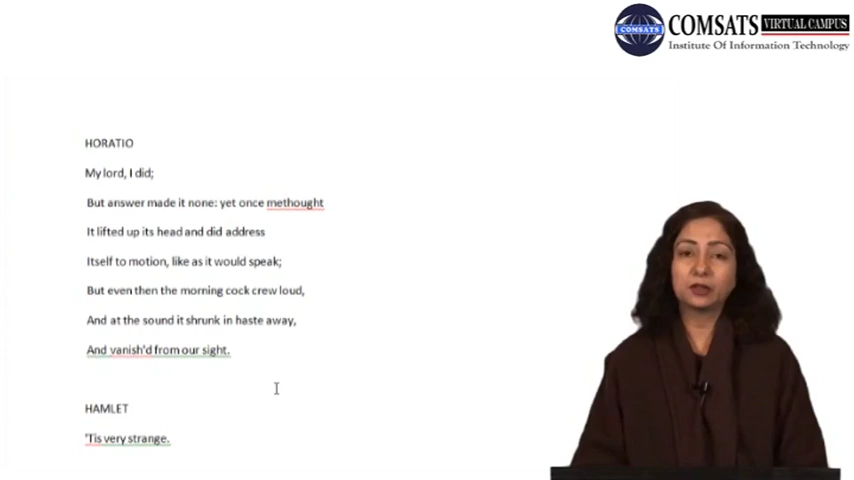 COMSATS VIRTUAL CAMPUS
COMSATS
Institute Of Information Technology
HORATIO
My lord, I did;
But answer made it none: yet once methought
It lifted up its head and did address
Itself to motion, like as it would speak;
But even then the morning cock crew loud,
And at the sound it shrunk in haste away,
And vanish'd from our sight.
HAMLET
'Tis very strange.